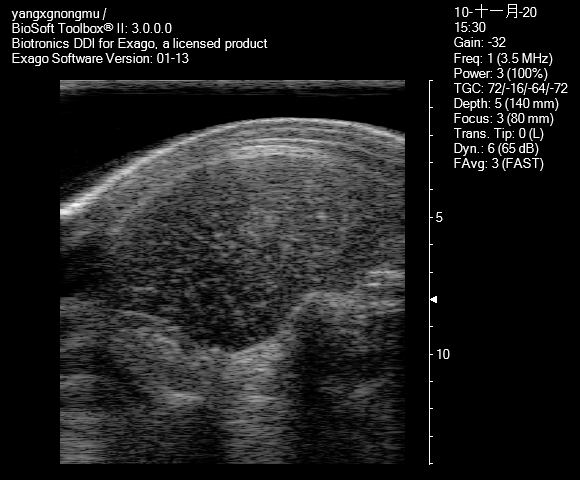 yangxgnongmu /
BioSoft Toolbox® II: 3.0.0.0
Biotronics DDI for Exago, a licensed product
Exago Software Version: 01-13
10-十一月-20
15:30
Gain: -32
Freq: 1 (3.5 MHz)
Power: 3 (100%)
TGC: 72/-16/-64/-72
Depth: 5 (140 mm)
Focus: 3 (80 mm)
Trans. Tip: 0 (L)
Dyn.: 6 (65 dB)
FAvg: 3 (FAST)
5
10